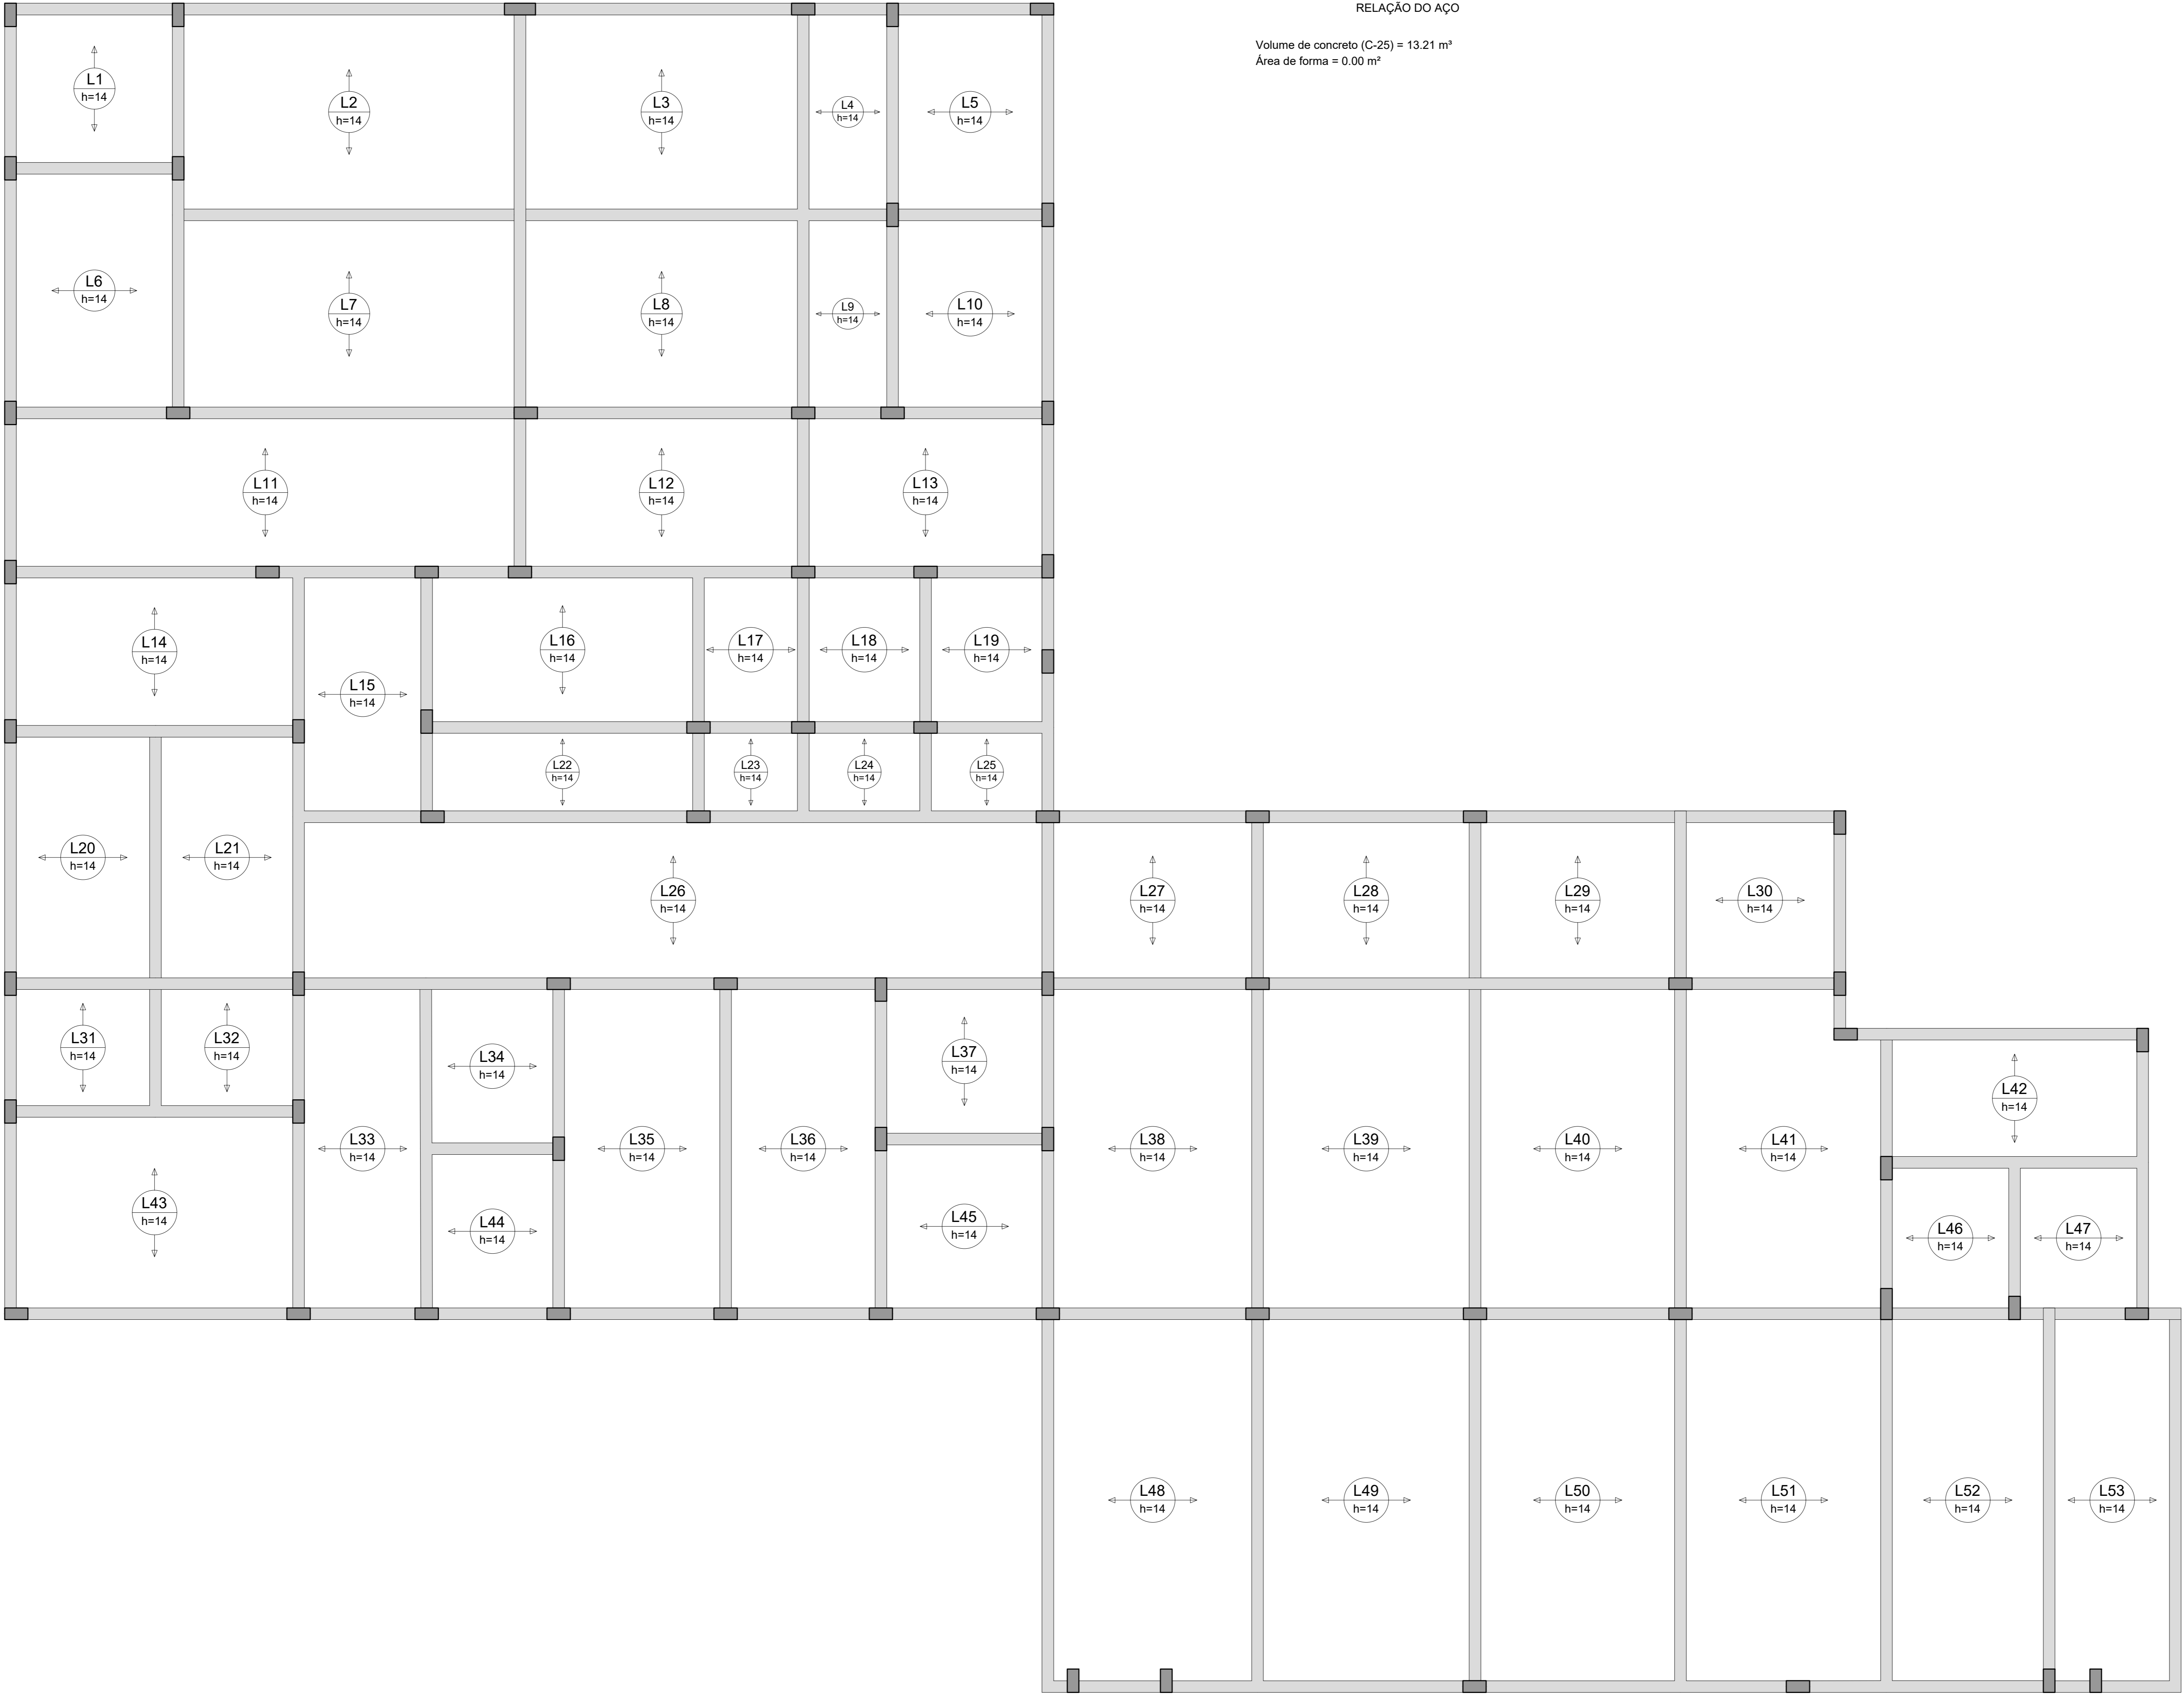 RELAÇÃO DO AÇO
Volume de concreto (C-25) = 13.21 m³
Área de forma = 0.00 m²
L1
h=14
L2
h=14
L3
h=14
L4
h=14
L5
h=14
L6
h=14
L7
h=14
L8
h=14
L9
h=14
L10
h=14
L11
h=14
L12
h=14
L13
h=14
L14
h=14
L15
h=14
L16
h=14
L17
h=14
L18
h=14
L19
h=14
L20
h=14
L21
h=14
L22
h=14
L23
h=14
L24
h=14
L25
h=14
L26
h=14
L27
h=14
L28
h=14
L29
h=14
L30
h=14
L31
h=14
L32
h=14
L33
h=14
L34
h=14
L35
h=14
L36
h=14
L37
h=14
L38
h=14
L39
h=14
L40
h=14
L41
h=14
L42
h=14
L43
h=14
L44
h=14
L45
h=14
L46
h=14
L47
h=14
L48
h=14
L49
h=14
L50
h=14
L51
h=14
L52
h=14
L53
h=14